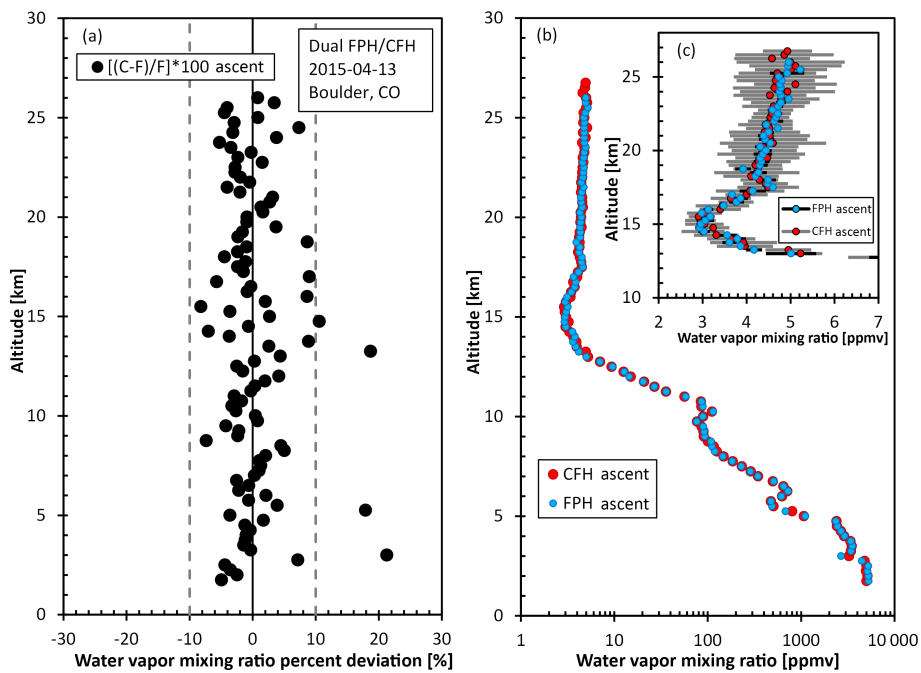 (a)
[(C-F)/F]*100 ascent
Dual FPH/CFH
2015-04-13
Boulder, CO
30
25
20
15
10
5
0
Altitude [km]
-30
-20
-10
0
10
20
30
Water vapor mixing ratio percent deviation [%]
(b)
30
25
20
15
10
5
0
Altitude [km]
CFH ascent
FPH ascent
1
10
100
1000
10 000
Water vapor mixing ratio [ppmv]
(c)
25
20
15
10
Altitude [km]
FPH ascent
CFH ascent
2
3
4
5
6
7
Water vapor mixing ratio [ppmv]